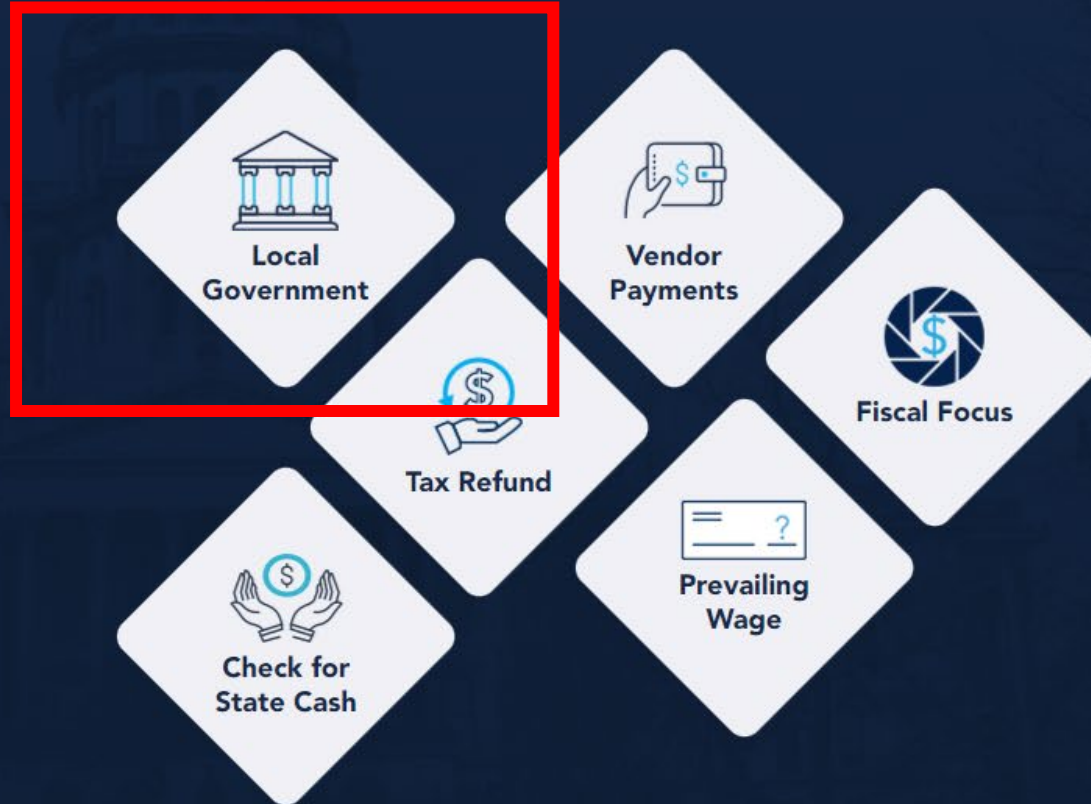 Local
Government
Vendor
Payments
$
Fiscal Focus
$
Tax Refund
$
?
Prevailing
Wage
$
Check for
State Cash